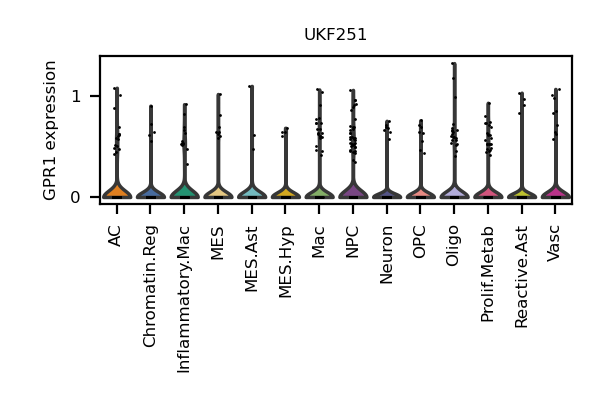 UKF251
GPR1 expression
1
0
AC
Chromatin.Reg
Inflammatory.Mac
MES
MES.Ast
MES.Hyp
Mac
NPC
Neuron
OPC
Oligo
Prolif.Metab
Reactive.Ast
Vasc